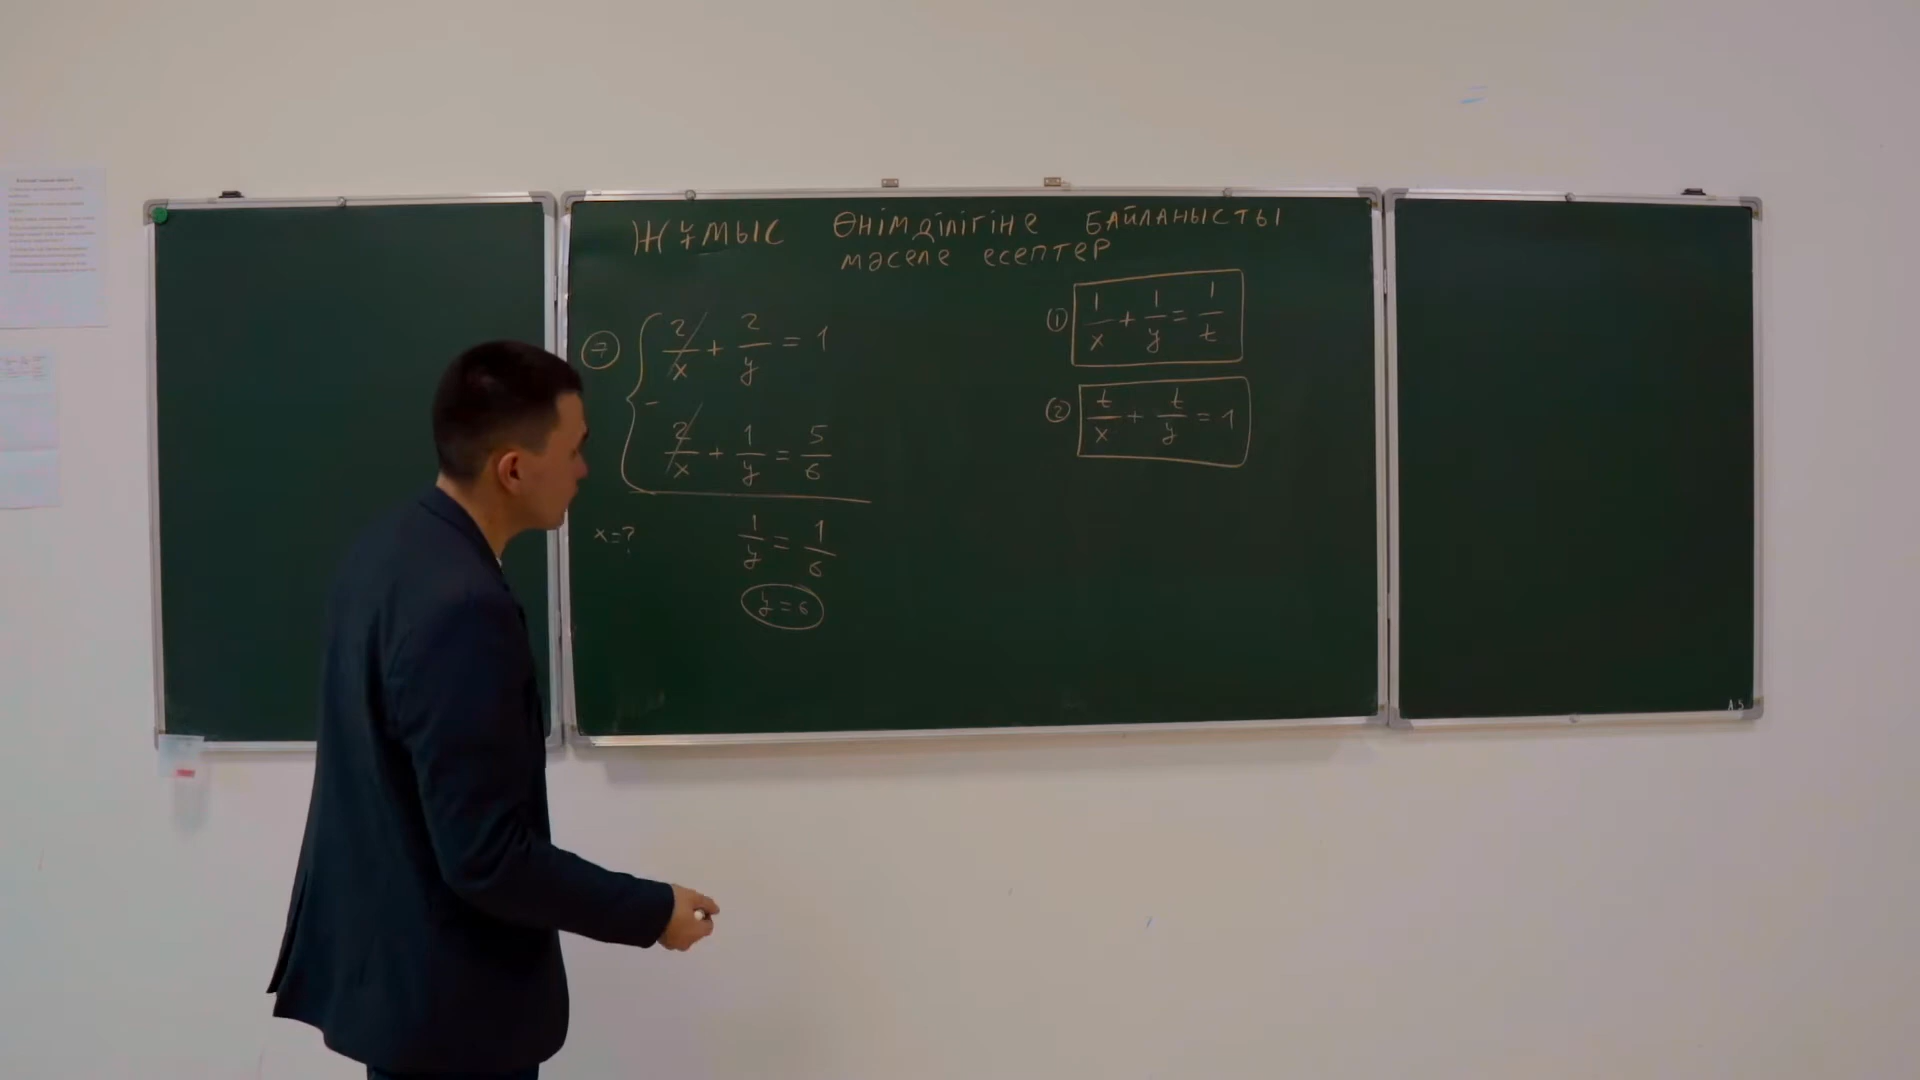 ЖҰМЫС ӨНІМДІЛІГІНЕ БАЙЛАНЫСТЫ
МӘСЕЛЕ ЕСЕПТЕР
7 2/x + 2/y = 1
−
2/x + 1/y = 5/6
x=? 1/y = 1/6
y = 6
1 1/x + 1/y = 1/t
2 t/x + t/y = 1
A5